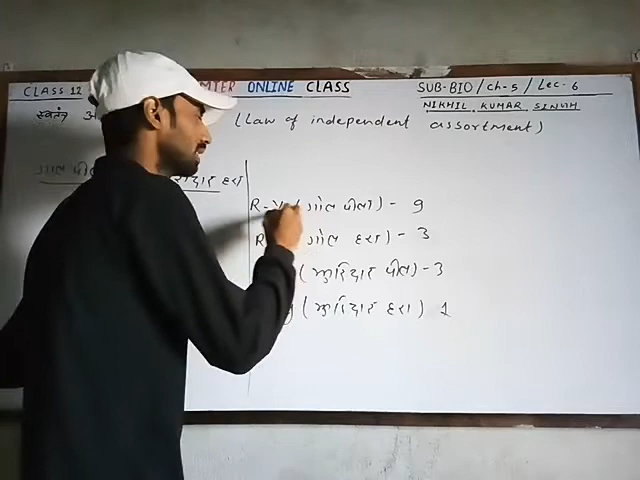 CLASS 12 ONLINE CLASS
SUB-BIO/ch-5/Lec-6
NIKHIL KUMAR SINGH
स्वतंत्र
(Law of independent assortment)
गोल पी
दार हरा
R-Y (गोल पीला) - 9
R (गोल हरा) - 3
(झुर्रीदार पीला) - 3
y (झुर्रीदार हरा) 1